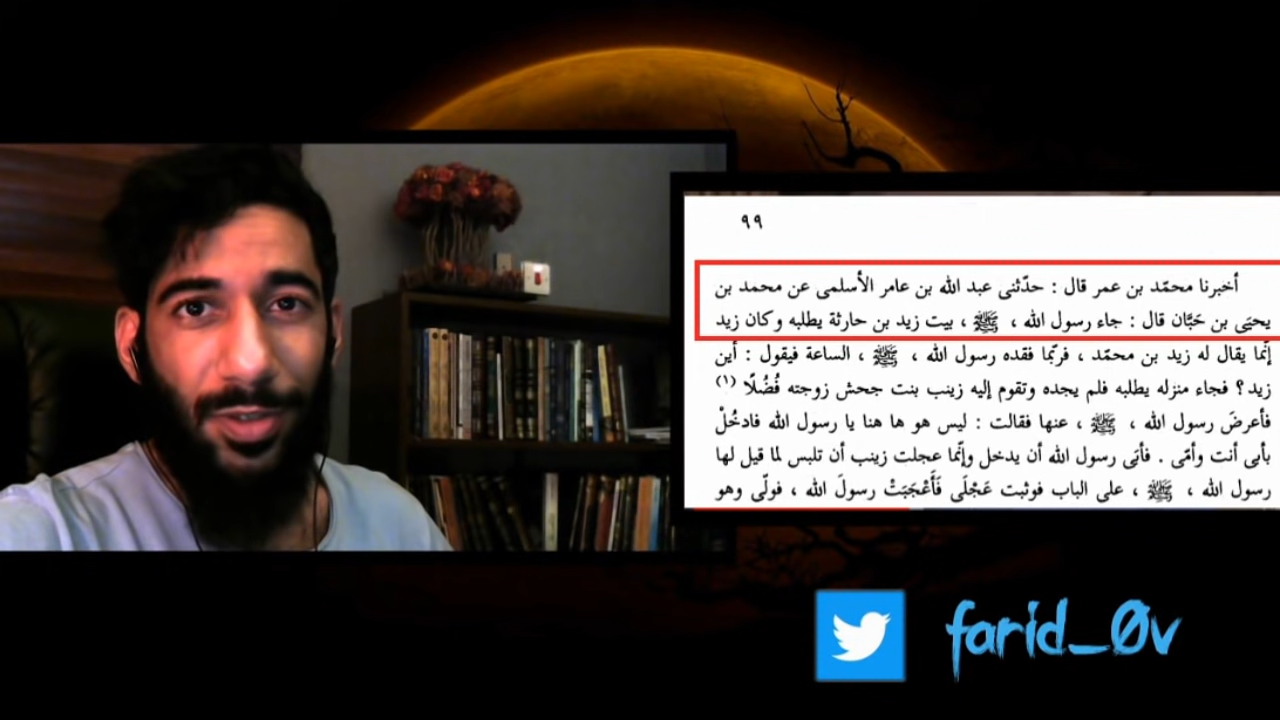 ٩٩
أخبرنا محمّد بن عمر قال : حدّثنى عبد الله بن عامر الأسلمى عن محمد بن
يحيَى بن حَبَّان قال : جاء رسول الله ، ﷺ ، بيت زيد بن حارثة يطلبه وكان زيد
إنّما يقال له زيد بن محمّد ، فربّما فقده رسول الله ، ﷺ ، الساعة فيقول : أين
زيد ؟ فجاء منزله يطلبه فلم يجده وتقوم إليه زينب بنت جحش زوجته فُضُلًا (١)
فأعرضَ رسول الله ، ﷺ ، عنها فقالت : ليس هو ها هنا يا رسول الله فادخُلْ
بأبى أنت وأمّى . فأبَى رسول الله أن يدخل وإنّما عجلت زينب أن تلبس لما قيل لها
رسول الله ، ﷺ ، على الباب فوثبت عَجْلَى فَأَعْجَبَتْ رسولَ الله ، فولّى وهو
farid_0v